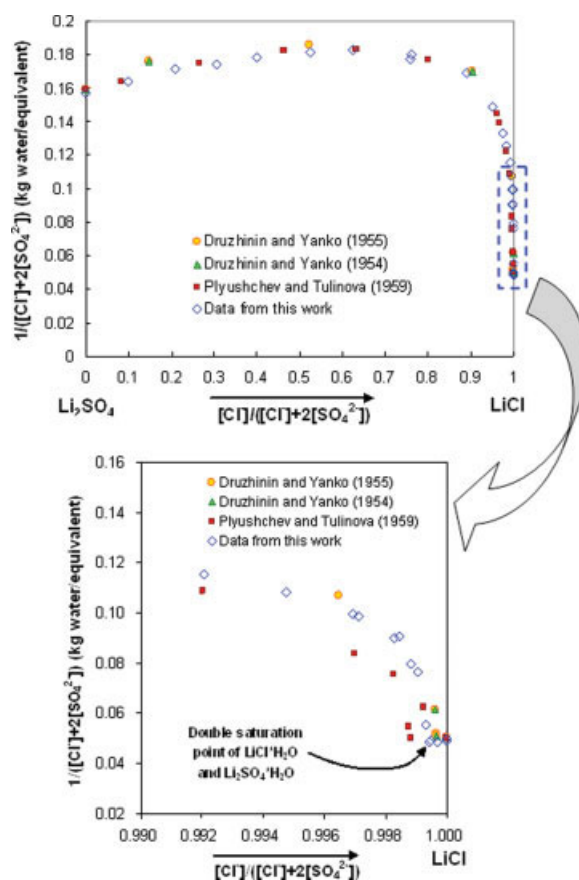 0.2
0.18
0.16
0.14
0.12
0.1
0.08
0.06
0.04
0.02
0
1/([Cl⁻]+2[SO₄²⁻]) (kg water/equivalent)
Druzhinin and Yanko (1955)
Druzhinin and Yanko (1954)
Plyushchev and Tulinova (1959)
Data from this work
0 0.1 0.2 0.3 0.4 0.5 0.6 0.7 0.8 0.9 1
Li₂SO₄ LiCl
[Cl⁻]/([Cl⁻]+2[SO₄²⁻])
0.16
0.14
0.12
0.10
0.08
0.06
0.04
0.02
1/([Cl⁻]+2[SO₄²⁻]) (kg water/equivalent)
Druzhinin and Yanko (1955)
Druzhinin and Yanko (1954)
Plyushchev and Tulinova (1959)
Data from this work
Double saturation
point of LiCl·H₂O
and Li₂SO₄·H₂O
0.990 0.992 0.994 0.996 0.998 1.000
LiCl
[Cl⁻]/([Cl⁻]+2[SO₄²⁻])